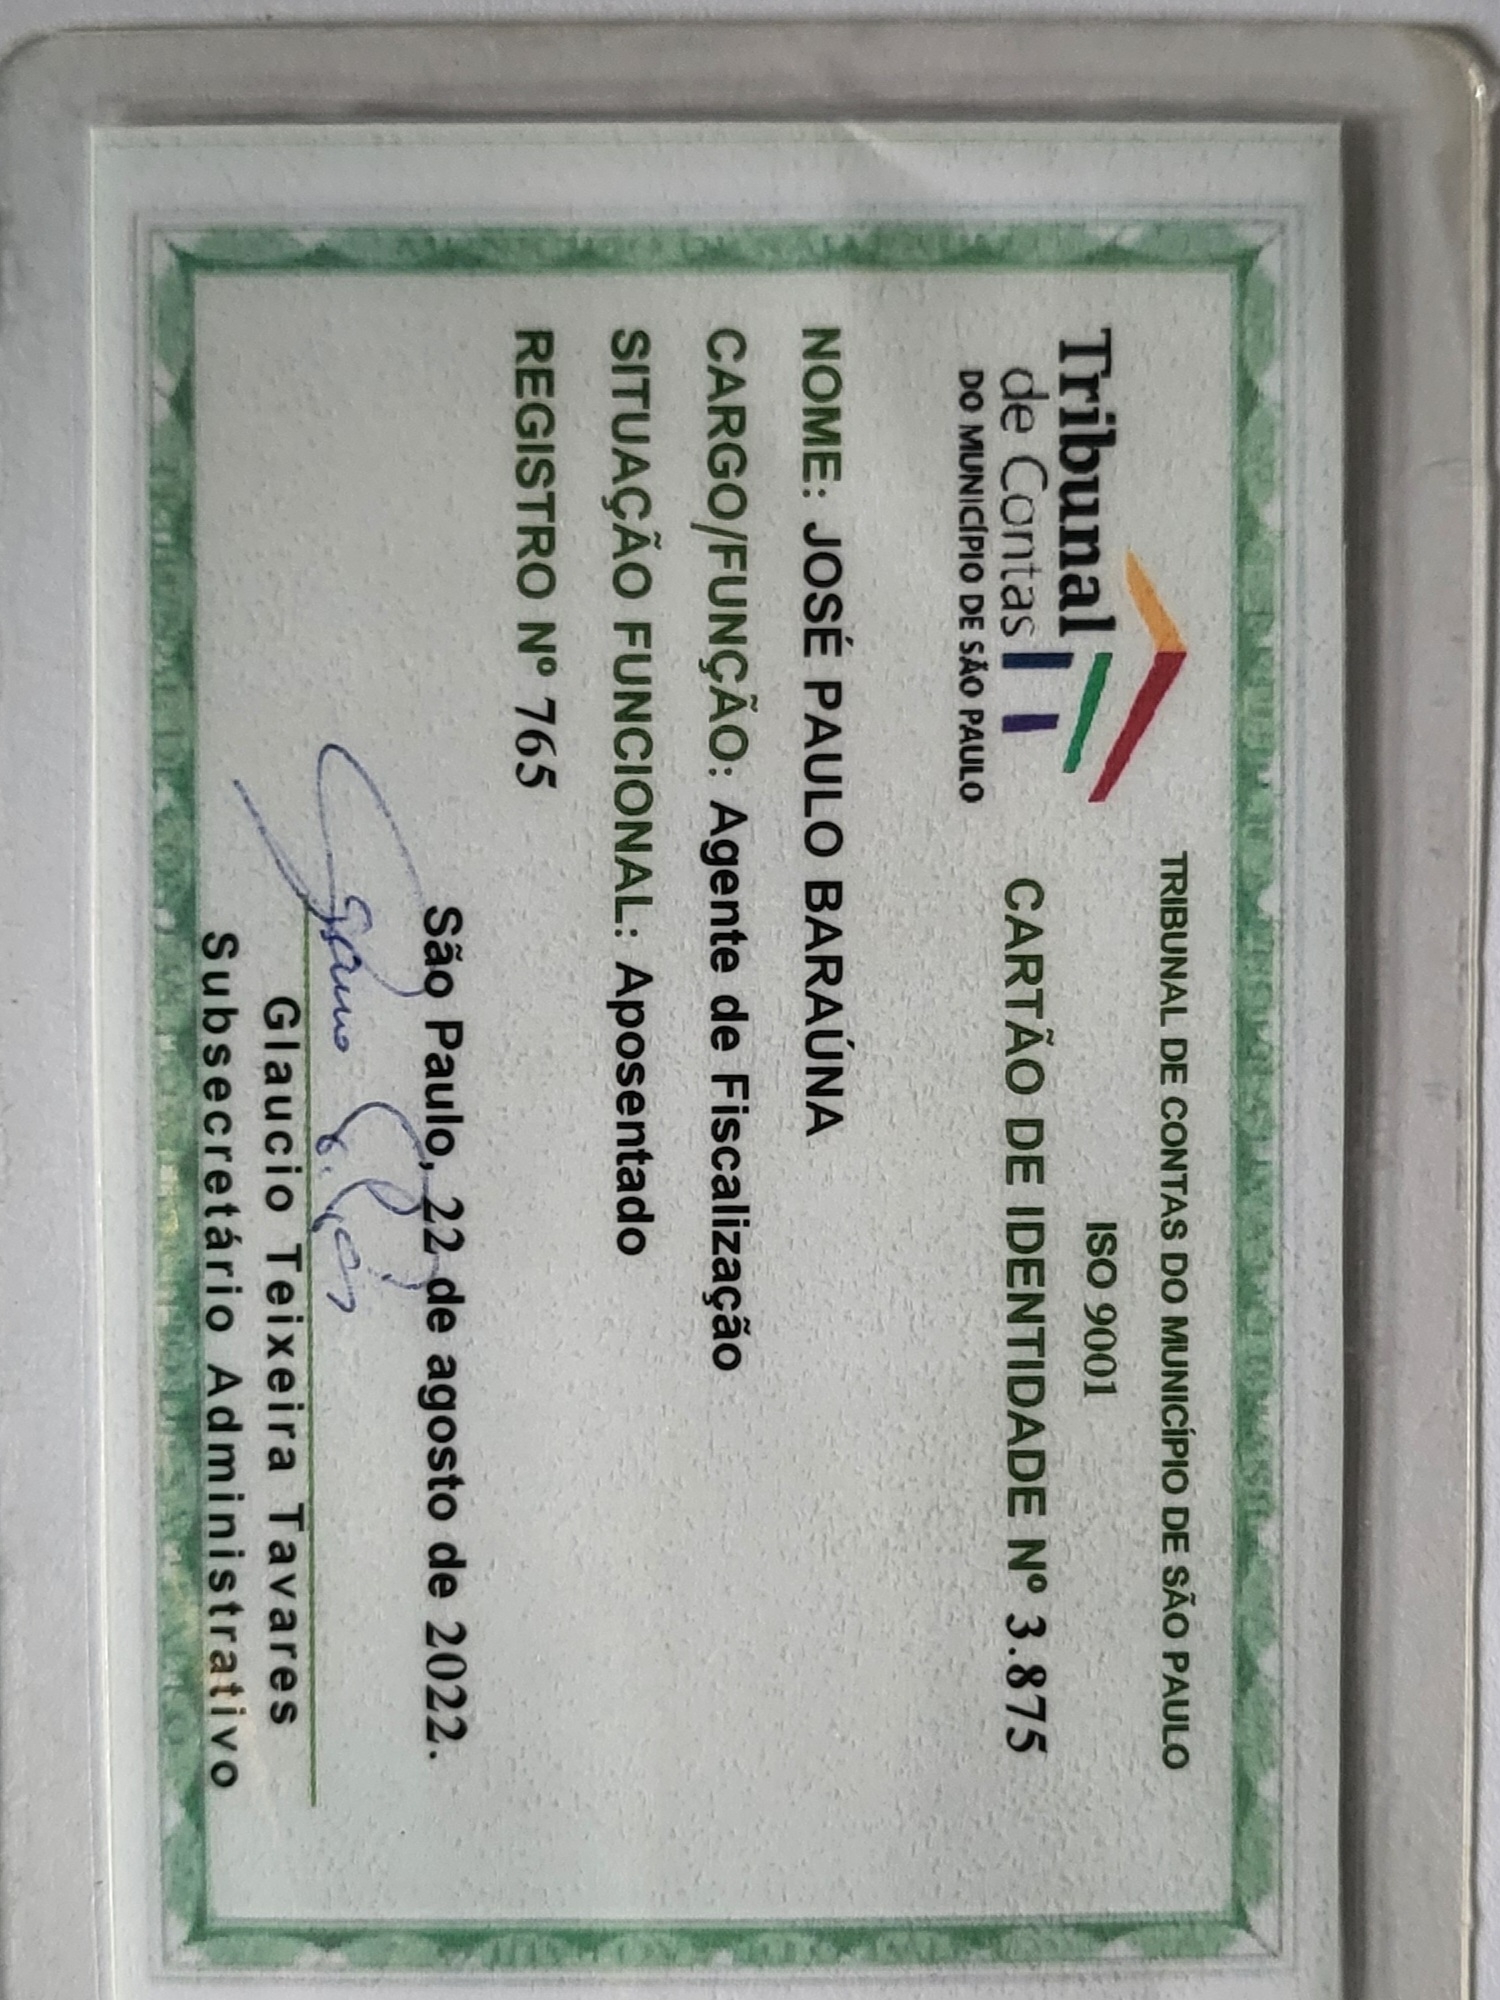 TRIBUNAL DE CONTAS DO MUNICÍPIO DE SÃO PAULO
ISO 9001
Tribunal
de Contas
DO MUNICÍPIO DE SÃO PAULO
CARTÃO DE IDENTIDADE Nº 3.875
NOME: JOSÉ PAULO BARAÚNA
CARGO/FUNÇÃO: Agente de Fiscalização
SITUAÇÃO FUNCIONAL: Aposentado
REGISTRO Nº 765
São Paulo, 22 de agosto de 2022.
Glaucio Teixeira Tavares
Subsecretário Administrativo